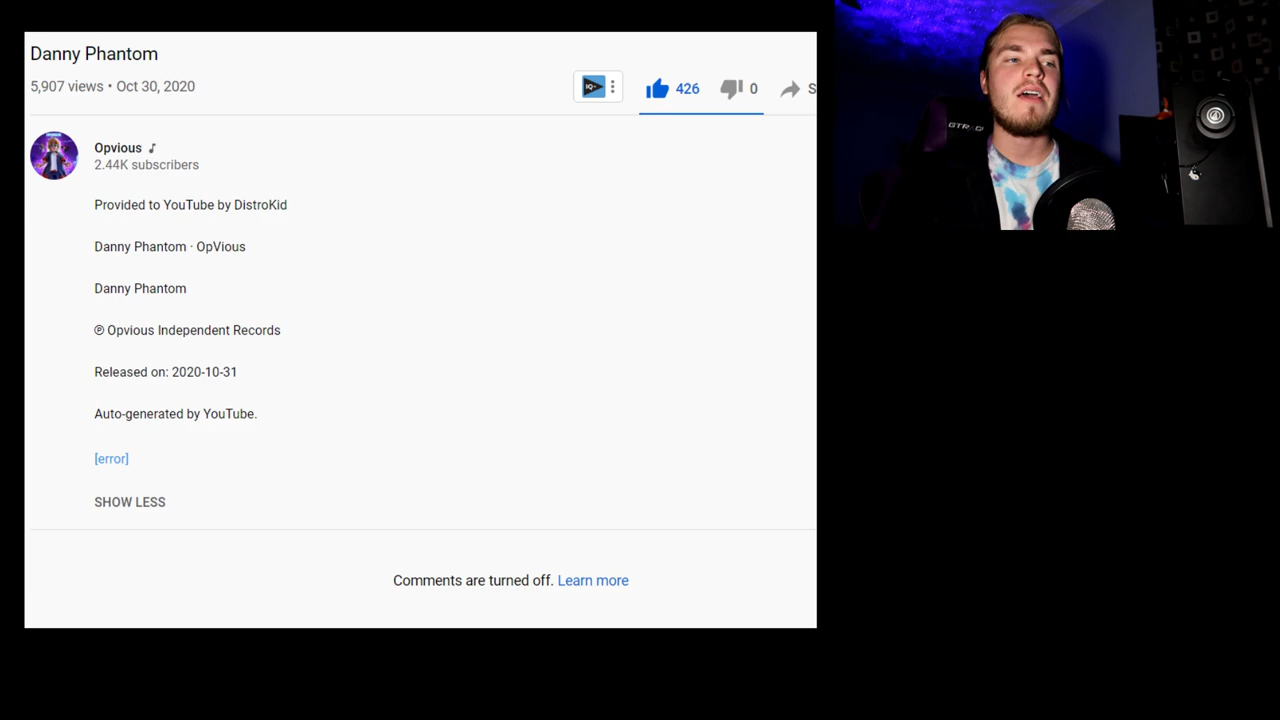 Danny Phantom
5,907 views • Oct 30, 2020
IQ
426
0
S
Opvious
2.44K subscribers
Provided to YouTube by DistroKid
Danny Phantom · OpVious
Danny Phantom
℗ Opvious Independent Records
Released on: 2020-10-31
Auto-generated by YouTube.
[error]
SHOW LESS
Comments are turned off. Learn more